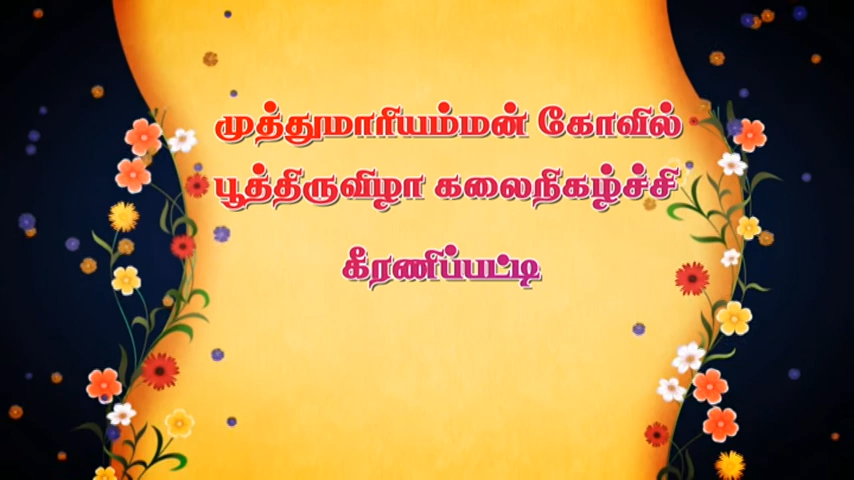 முத்துமாரியம்மன் கோவில்
பூத்திருவிழா கலைநிகழ்ச்சி
கீரணிப்பட்டி